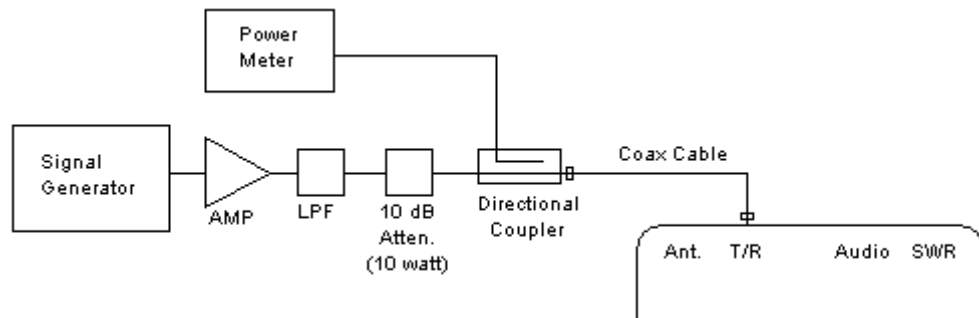 Power
Meter
Signal
Generator
AMP
LPF
10 dB
Atten.
(10 watt)
Directional
Coupler
Coax Cable
Ant. T/R Audio SWR